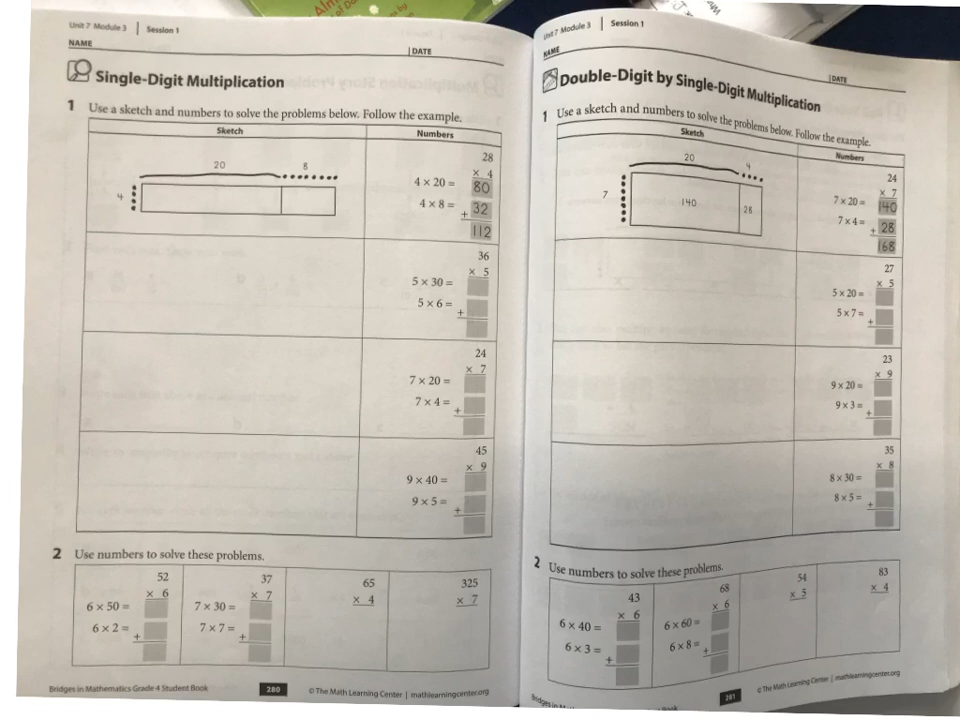 Unit 7 Module 3 | Session 1
NAME | DATE
Single-Digit Multiplication
1 Use a sketch and numbers to solve the problems below. Follow the example.
Sketch Numbers
20 8
4
28
× 4
4 × 20 = 80
4 × 8 = + 32
112
36
× 5
5 × 30 =
5 × 6 =
+
24
× 7
7 × 20 =
7 × 4 =
+
45
× 9
9 × 40 =
9 × 5 =
+
2 Use numbers to solve these problems.
52
× 6
6 × 50 =
6 × 2 =
+
37
× 7
7 × 30 =
7 × 7 =
+
65
× 4
325
× 7
Bridges in Mathematics Grade 4 Student Book 280 © The Math Learning Center | mathlearningcenter.org
Unit 7 Module 3 | Session 1
NAME | DATE
Double-Digit by Single-Digit Multiplication
1 Use a sketch and numbers to solve the problems below. Follow the example.
Sketch Numbers
20 4
7 140 28
24
× 7
7 × 20 = 140
7 × 4 = + 28
168
27
× 5
5 × 20 =
5 × 7 =
+
23
× 9
9 × 20 =
9 × 3 =
+
35
× 8
8 × 30 =
8 × 5 =
+
2 Use numbers to solve these problems.
43
× 6
6 × 40 =
6 × 3 =
+
68
× 6
6 × 60 =
6 × 8 =
+
54
× 5
83
× 4
Bridges in Book 281 © The Math Learning Center | mathlearningcenter.org